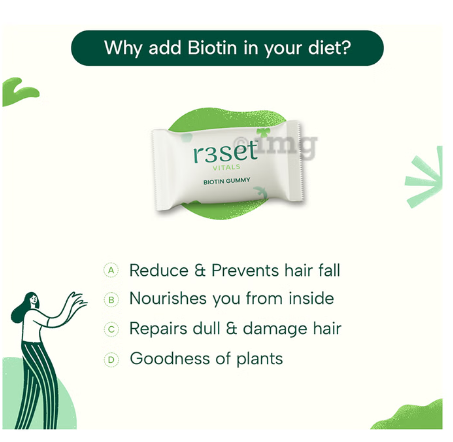 Why add Biotin in your diet?
r3set
VITALS
BIOTIN GUMMY
A Reduce & Prevents hair fall
B Nourishes you from inside
C Repairs dull & damage hair
D Goodness of plants